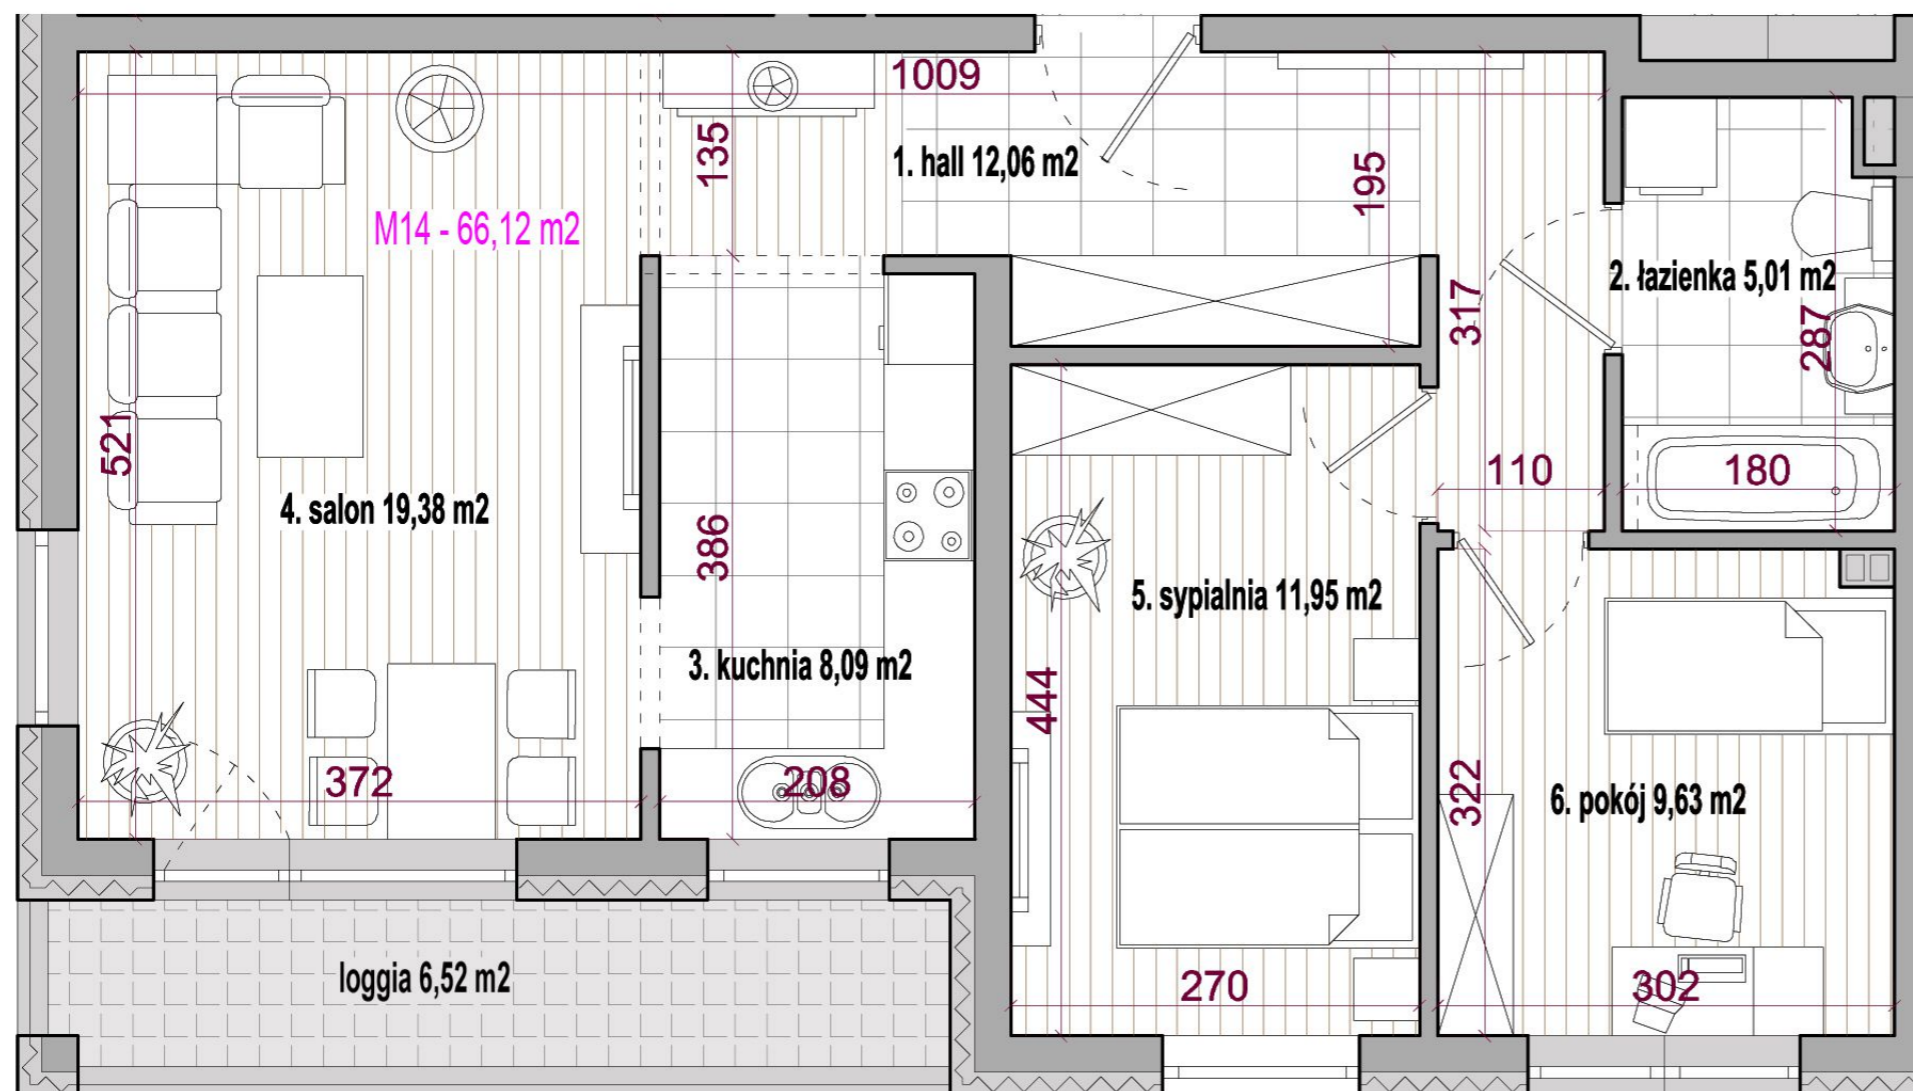 1009
135
1. hall 12,06 m2
195
M14 - 66,12 m2
2. łazienka 5,01 m2
317
287
521
110
180
4. salon 19,38 m2
386
5. sypialnia 11,95 m2
3. kuchnia 8,09 m2
444
372
208
322
6. pokój 9,63 m2
loggia 6,52 m2
270
302